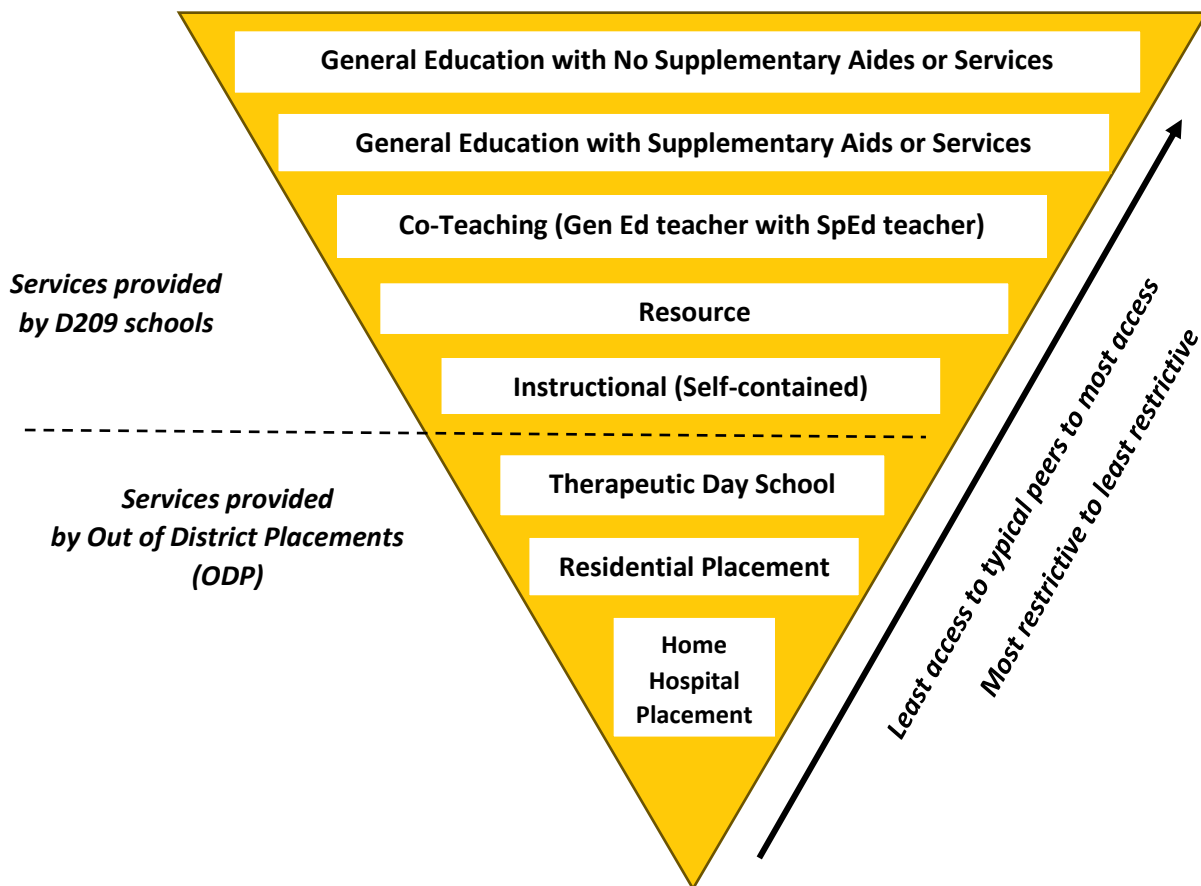 General Education with No Supplementary Aides or Services
General Education with Supplementary Aids or Services
Co-Teaching (Gen Ed teacher with SpEd teacher)
Services provided
by D209 schools
Resource
Instructional (Self-contained)
Services provided
by Out of District Placements
(ODP)
Therapeutic Day School
Residential Placement
Home
Hospital
Placement
Least access to typical peers to most access
Most restrictive to least restrictive